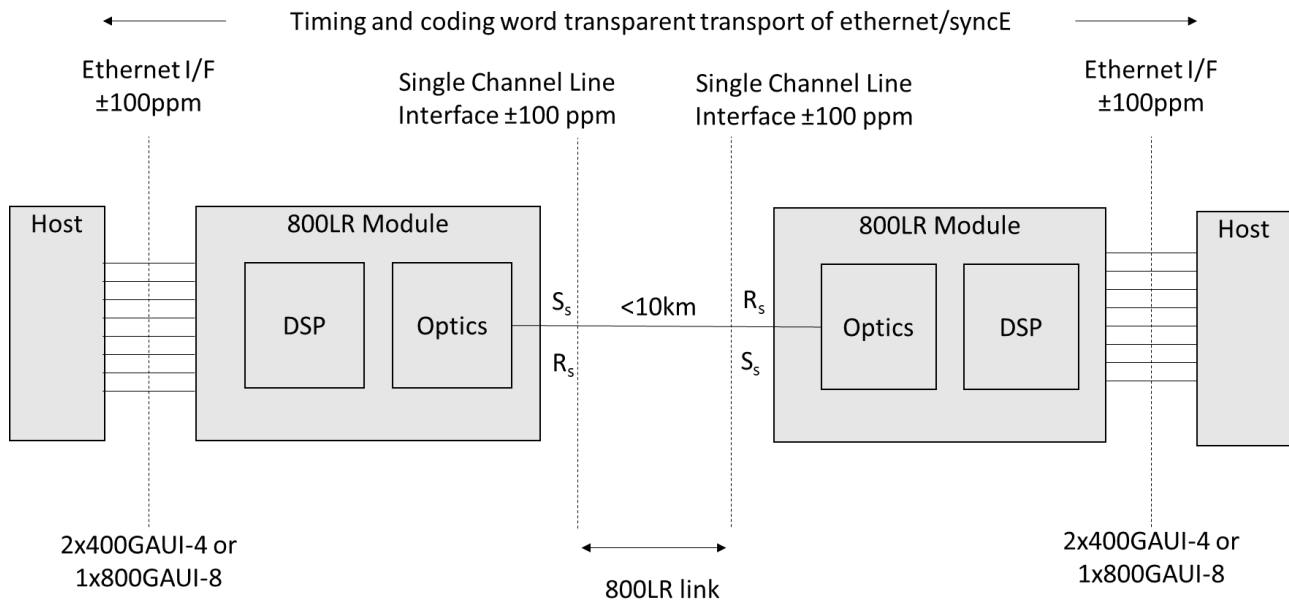 Timing and coding word transparent transport of ethernet/syncE
Ethernet I/F
±100ppm
Single Channel Line
Interface ±100 ppm
Single Channel Line
Interface ±100 ppm
Ethernet I/F
±100ppm
Host
800LR Module
DSP
Optics
Ss
Rs
<10km
Rs
Ss
800LR Module
Optics
DSP
Host
2x400GAUI-4 or
1x800GAUI-8
800LR link
2x400GAUI-4 or
1x800GAUI-8